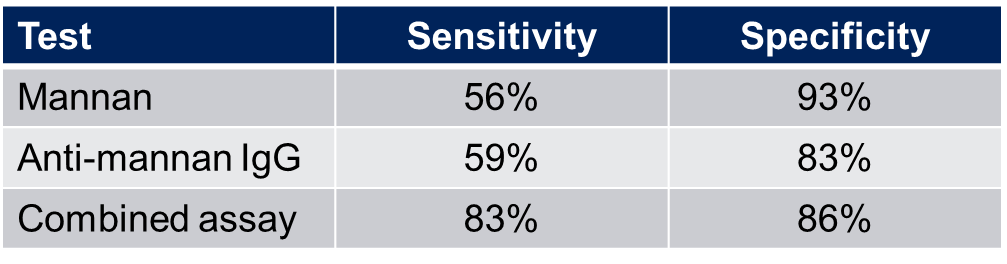 Test Sensitivity Specificity
Mannan 56% 93%
Anti-mannan IgG 59% 83%
Combined assay 83% 86%